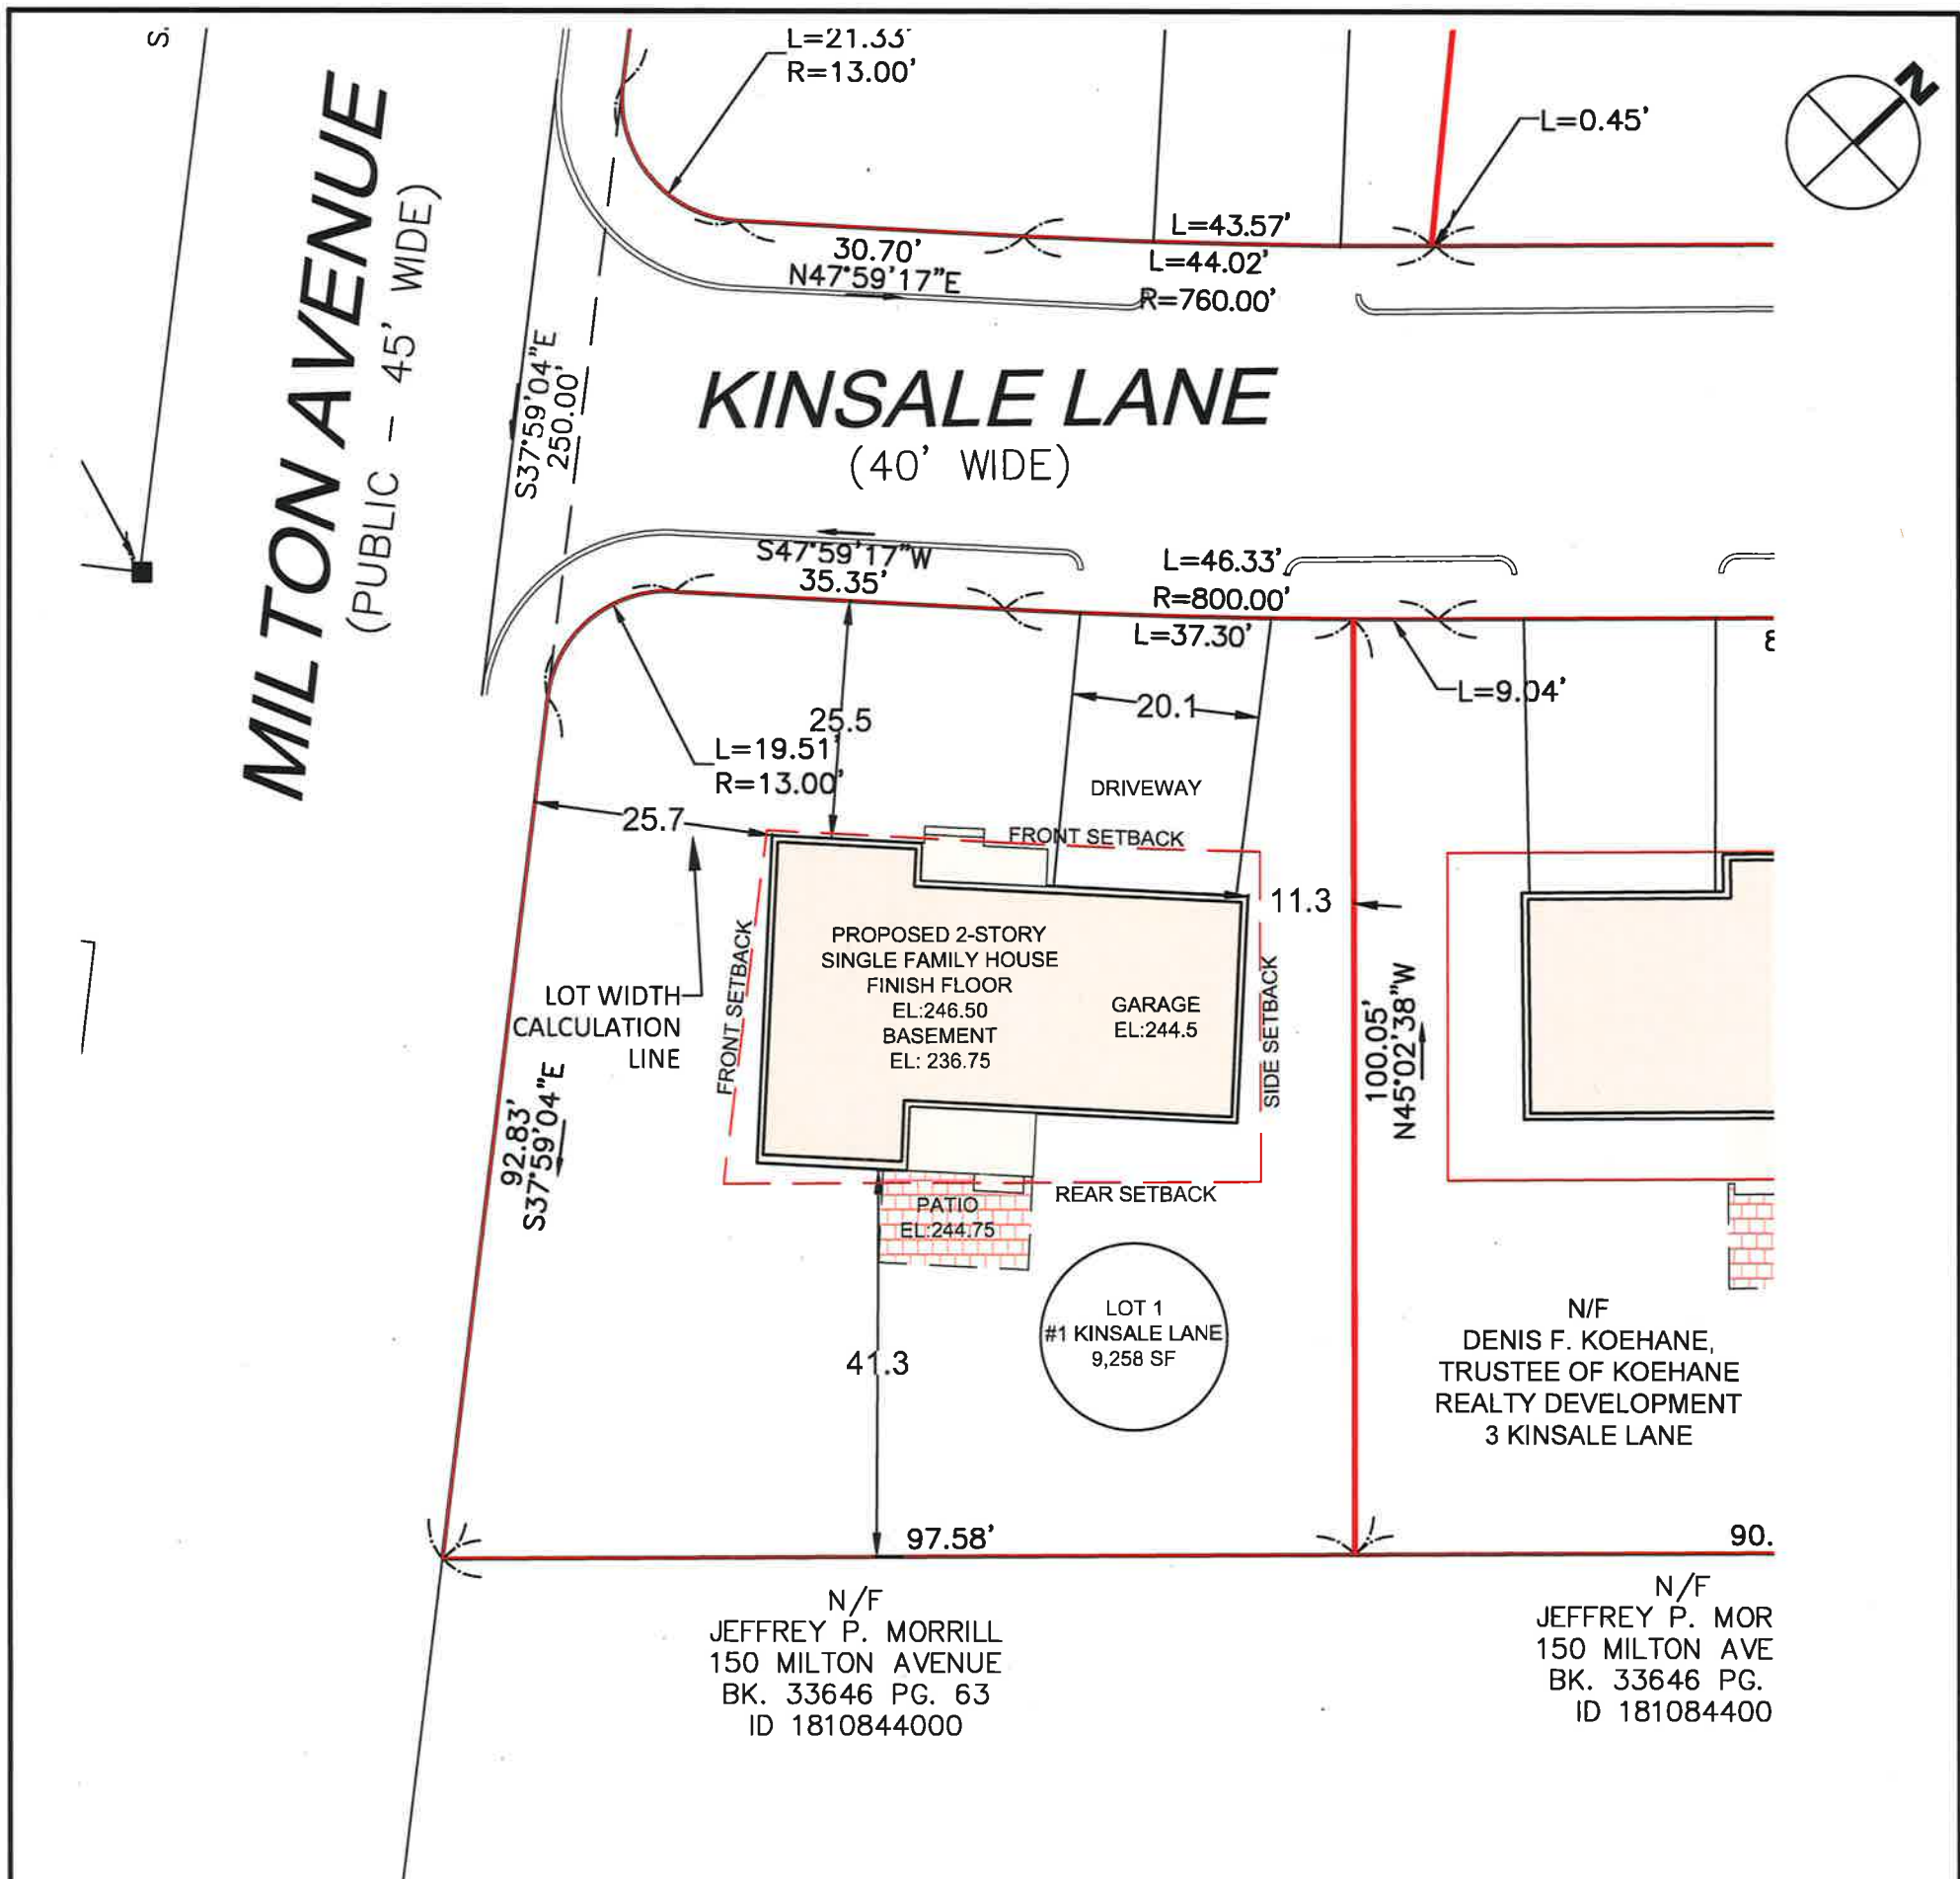 S.
L=21.33'
R=13.00'
N
L=0.45'
MILTON AVENUE
(PUBLIC – 45' WIDE)
L=43.57'
30.70'
L=44.02'
N47°59'17"E
R=760.00'
S37°59'04"E
250.00'
KINSALE LANE
(40' WIDE)
S47°59'17"W
35.35'
L=46.33'
R=800.00'
L=37.30'
L=9.04'
20.1
25.5
L=19.51'
R=13.00'
DRIVEWAY
25.7
FRONT SETBACK
11.3
PROPOSED 2-STORY
SINGLE FAMILY HOUSE
FINISH FLOOR
EL:246.50
BASEMENT
EL: 236.75
GARAGE
EL:244.5
LOT WIDTH
CALCULATION
LINE
FRONT SETBACK
SIDE SETBACK
100.05'
N45°02'38"W
92.83'
S37°59'04"E
REAR SETBACK
PATIO
EL:244.75
LOT 1
#1 KINSALE LANE
9,258 SF
N/F
DENIS F. KOEHANE,
TRUSTEE OF KOEHANE
REALTY DEVELOPMENT
3 KINSALE LANE
41.3
97.58'
90.
N/F
JEFFREY P. MORRILL
150 MILTON AVENUE
BK. 33646 PG. 63
ID 1810844000
N/F
JEFFREY P. MOR
150 MILTON AVE
BK. 33646 PG.
ID 181084400